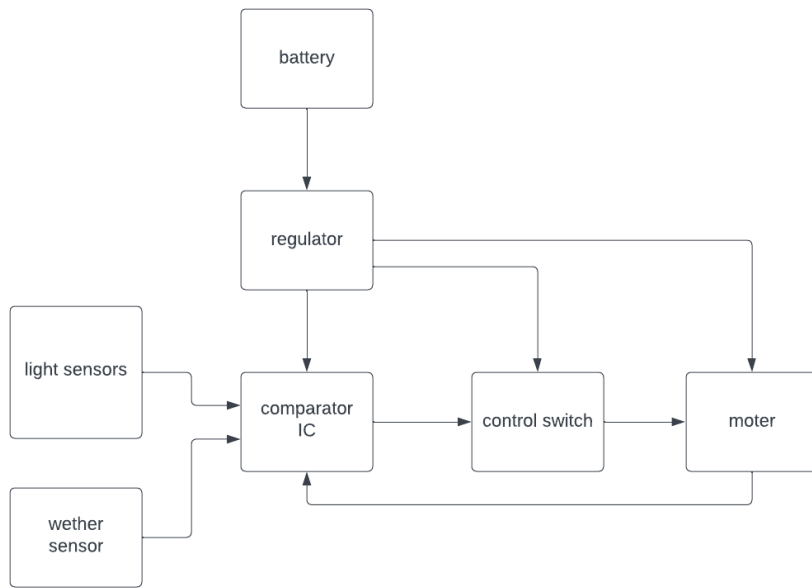 battery
regulator
light sensors
comparator
IC
control switch
moter
wether
sensor